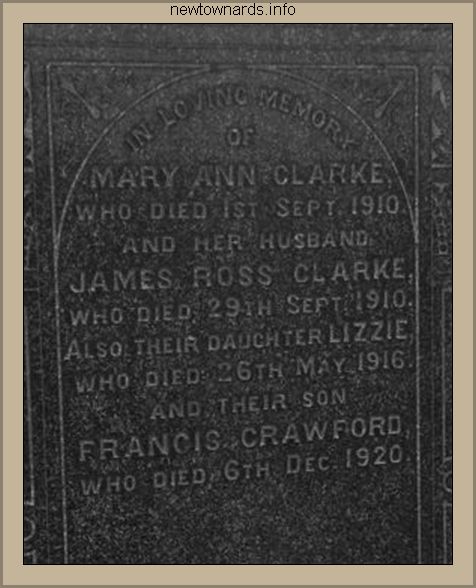 newtownards.info
IN LOVING MEMORY
OF
MARY ANN CLARKE,
WHO DIED 1ST SEPT. 1910.
AND HER HUSBAND
JAMES ROSS CLARKE,
WHO DIED, 29TH SEPT. 1910.
ALSO, THEIR DAUGHTER LIZZIE,
WHO DIED, 26TH MAY, 1916.
AND THEIR SON
FRANCIS CRAWFORD,
WHO DIED, 6TH DEC. 1920.